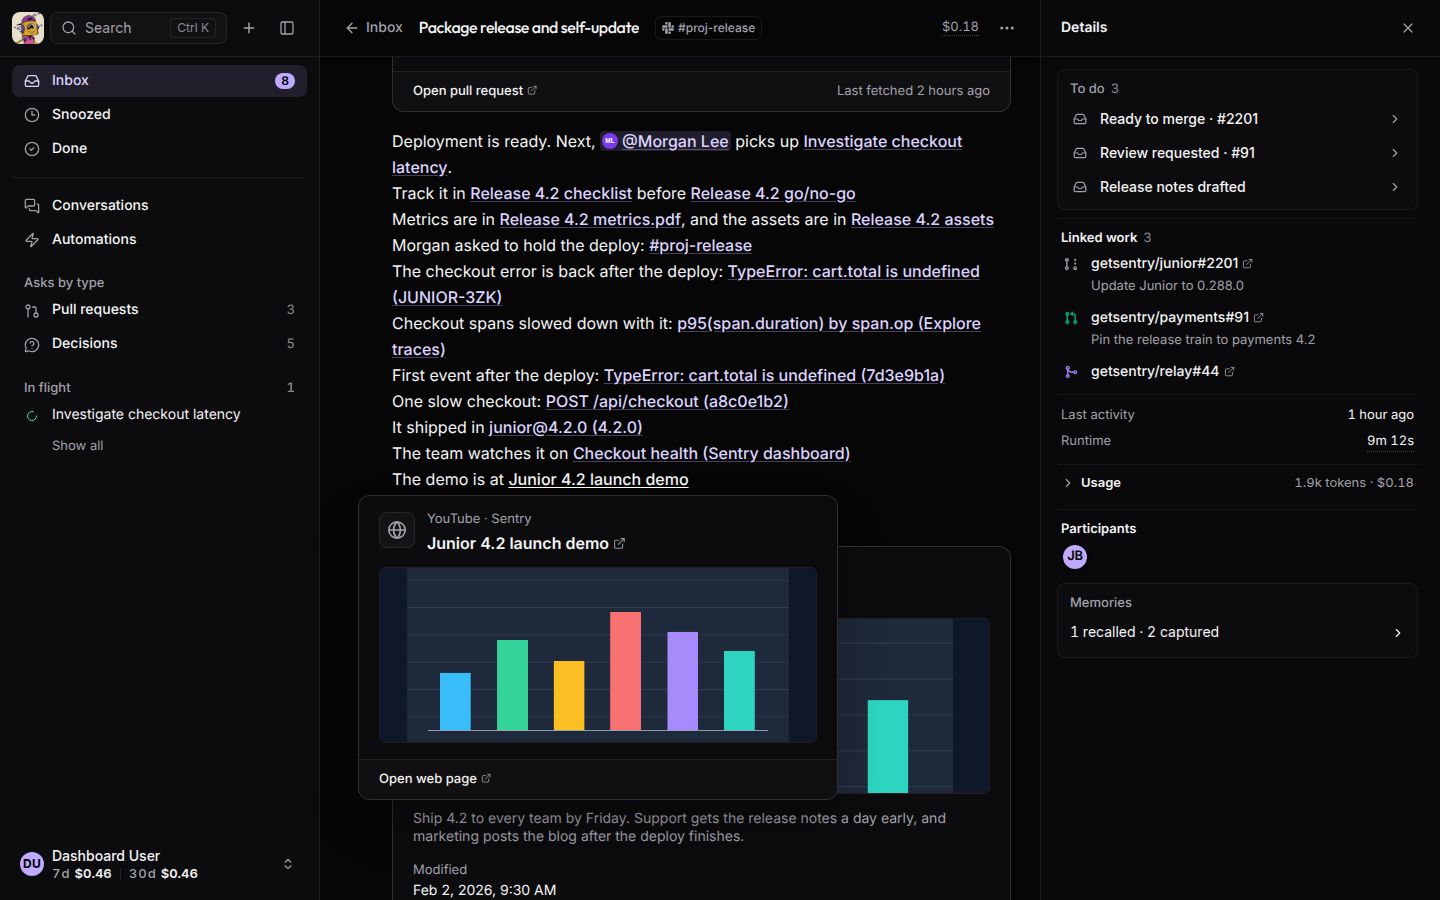 Search
Ctrl K
Inbox
8
Snoozed
Done
Conversations
Automations
Asks by type
Pull requests
3
Decisions
5
In flight
1
Investigate checkout latency
Show all
DU
Dashboard User
7d $0.46
30d $0.46
Inbox
Package release and self-update
#proj-release
$0.18
Open pull request
Last fetched 2 hours ago
Deployment is ready. Next, ML @Morgan Lee picks up Investigate checkout
latency.
Track it in Release 4.2 checklist before Release 4.2 go/no-go
Metrics are in Release 4.2 metrics.pdf, and the assets are in Release 4.2 assets
Morgan asked to hold the deploy: #proj-release
The checkout error is back after the deploy: TypeError: cart.total is undefined
(JUNIOR-3ZK)
Checkout spans slowed down with it: p95(span.duration) by span.op (Explore
traces)
First event after the deploy: TypeError: cart.total is undefined (7d3e9b1a)
One slow checkout: POST /api/checkout (a8c0e1b2)
It shipped in junior@4.2.0 (4.2.0)
The team watches it on Checkout health (Sentry dashboard)
The demo is at Junior 4.2 launch demo
YouTube · Sentry
Junior 4.2 launch demo
Open web page
Ship 4.2 to every team by Friday. Support gets the release notes a day early, and
marketing posts the blog after the deploy finishes.
Modified
Feb 2, 2026, 9:30 AM
Details
To do 3
Ready to merge · #2201
Review requested · #91
Release notes drafted
Linked work 3
getsentry/junior#2201
Update Junior to 0.288.0
getsentry/payments#91
Pin the release train to payments 4.2
getsentry/relay#44
Last activity
1 hour ago
Runtime
9m 12s
Usage
1.9k tokens · $0.18
Participants
JB
Memories
1 recalled · 2 captured